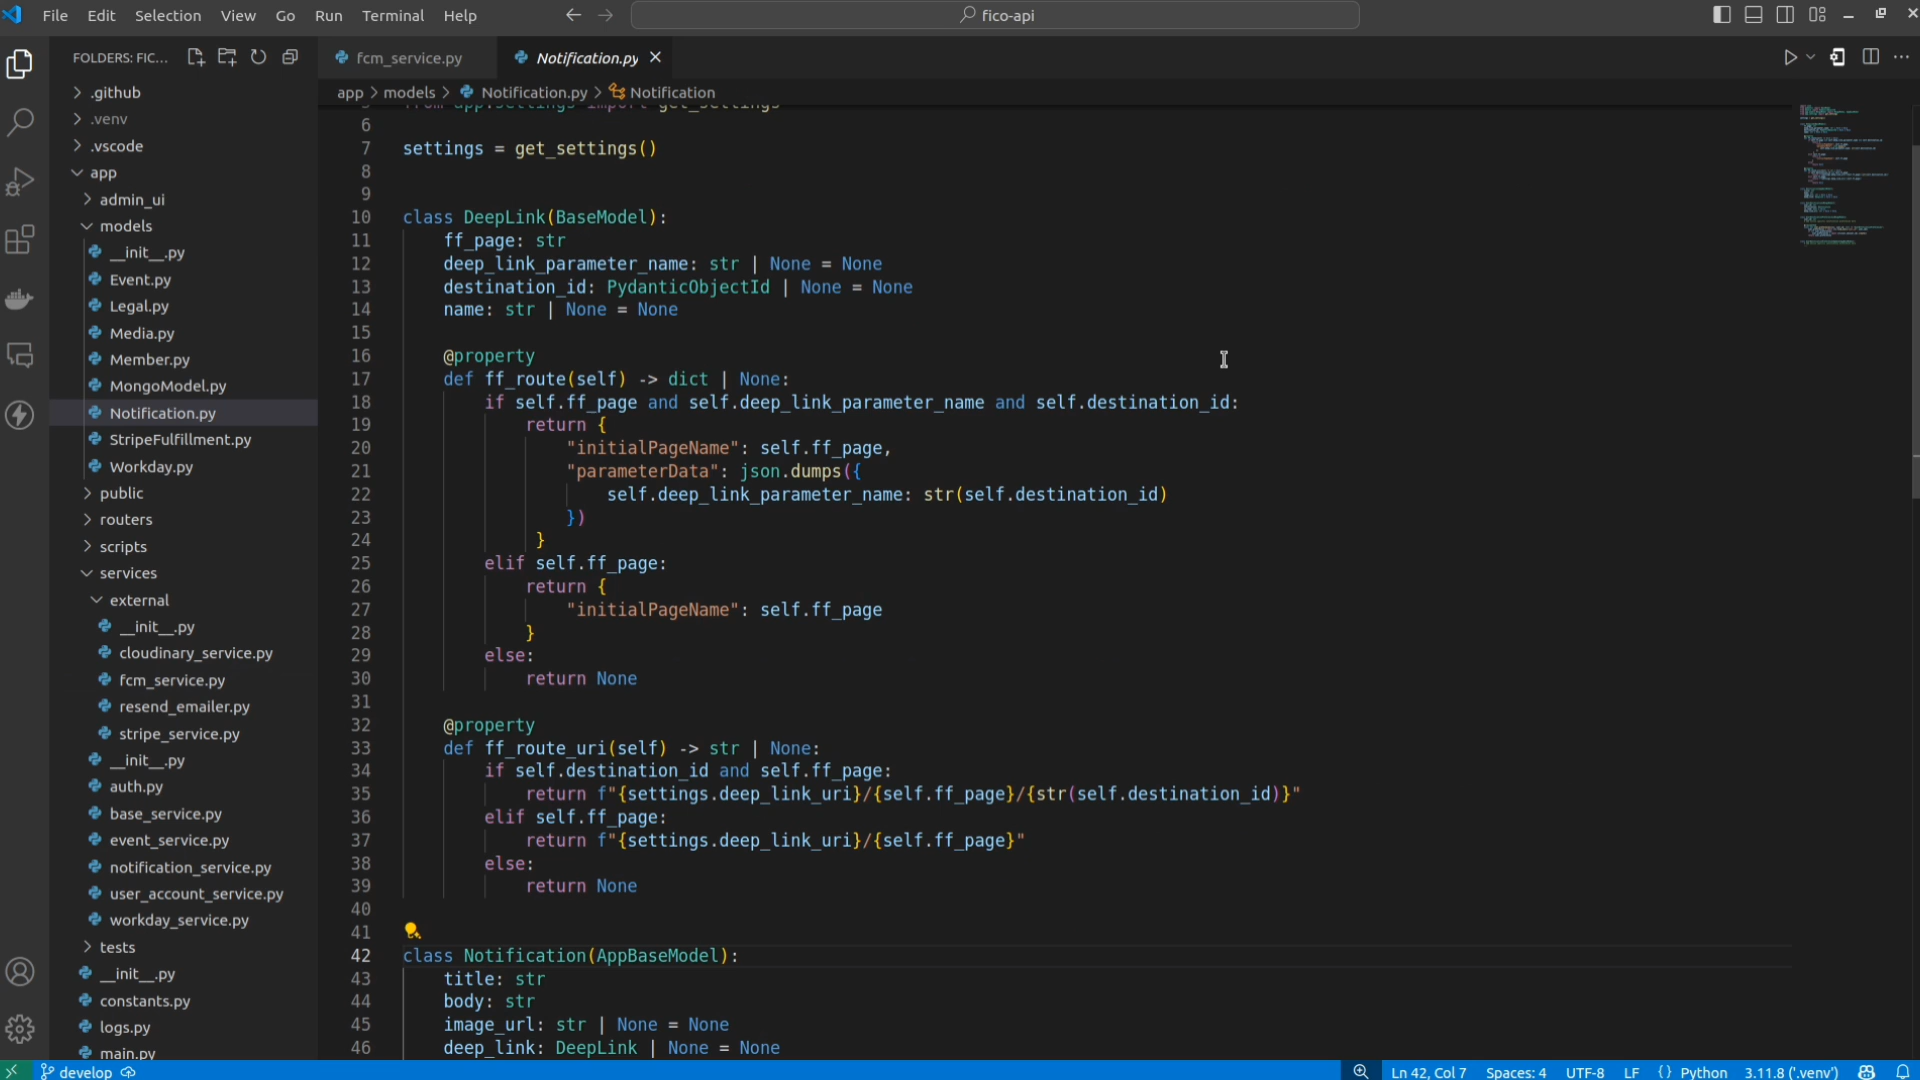 File Edit Selection View Go Run Terminal Help
fico-api
FOLDERS: FIC...
fcm_service.py
Notification.py
.github
.venv
.vscode
app
admin_ui
models
__init__.py
Event.py
Legal.py
Media.py
Member.py
MongoModel.py
Notification.py
StripeFulfillment.py
Workday.py
public
routers
scripts
services
external
__init__.py
cloudinary_service.py
fcm_service.py
resend_emailer.py
stripe_service.py
__init__.py
auth.py
base_service.py
event_service.py
notification_service.py
user_account_service.py
workday_service.py
tests
__init__.py
constants.py
logs.py
main.py
app > models > Notification.py > Notification
from app.settings import get_settings
6
7 settings = get_settings()
8
9
10 class DeepLink(BaseModel):
11 ff_page: str
12 deep_link_parameter_name: str | None = None
13 destination_id: PydanticObjectId | None = None
14 name: str | None = None
15
16 @property
17 def ff_route(self) -> dict | None:
18 if self.ff_page and self.deep_link_parameter_name and self.destination_id:
19 return {
20 "initialPageName": self.ff_page,
21 "parameterData": json.dumps({
22 self.deep_link_parameter_name: str(self.destination_id)
23 })
24 }
25 elif self.ff_page:
26 return {
27 "initialPageName": self.ff_page
28 }
29 else:
30 return None
31
32 @property
33 def ff_route_uri(self) -> str | None:
34 if self.destination_id and self.ff_page:
35 return f"{settings.deep_link_uri}/{self.ff_page}/{str(self.destination_id)}"
36 elif self.ff_page:
37 return f"{settings.deep_link_uri}/{self.ff_page}"
38 else:
39 return None
40
41
42 class Notification(AppBaseModel):
43 title: str
44 body: str
45 image_url: str | None = None
46 deep_link: DeepLink | None = None
develop
Ln 42, Col 7 Spaces: 4 UTF-8 LF {} Python 3.11.8 ('.venv')